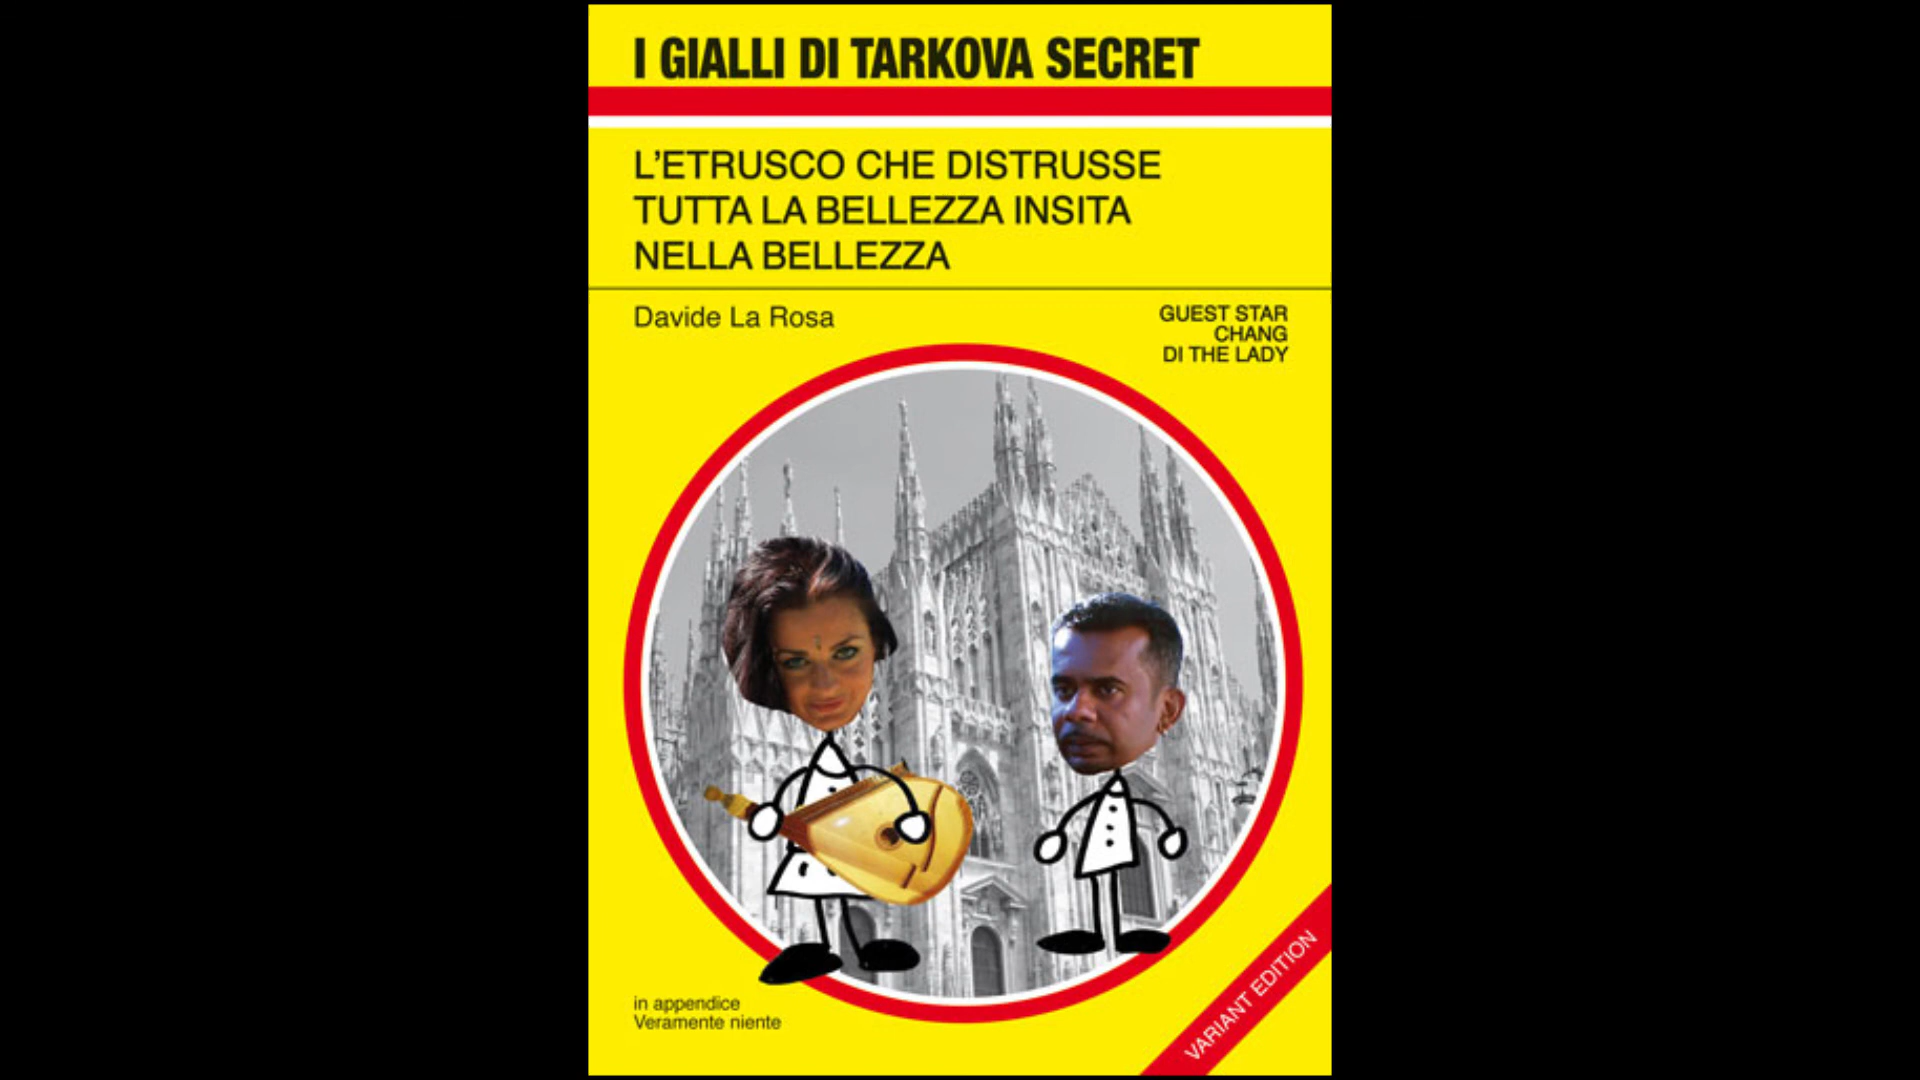 I GIALLI DI TARKOVA SECRET
L'ETRUSCO CHE DISTRUSSE
TUTTA LA BELLEZZA INSITA
NELLA BELLEZZA
Davide La Rosa
GUEST STAR
CHANG
DI THE LADY
in appendice
Veramente niente
VARIANT EDITION